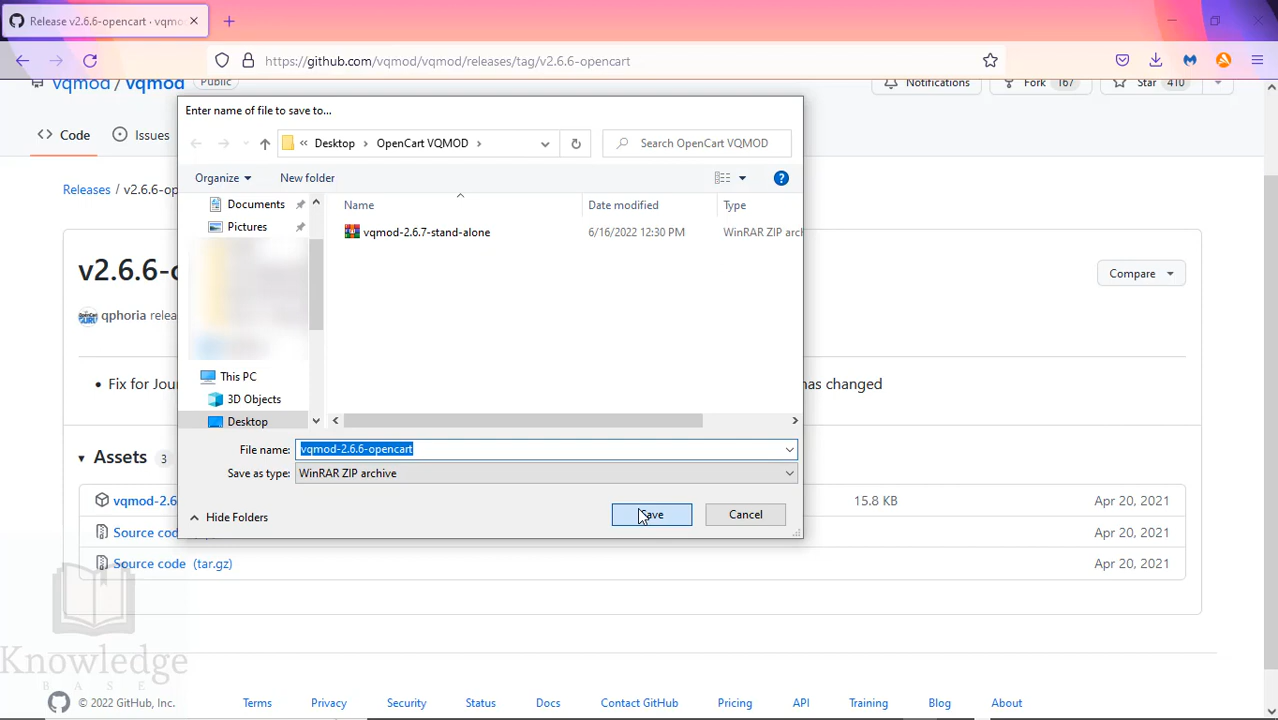 Release v2.6.6-opencart · vqmo
https://github.com/vqmod/vqmod/releases/tag/v2.6.6-opencart
vqmod / vqmod Public
Notifications Fork 167 Star 410
Code Issues
Releases / v2.6.6-op
v2.6.6-o
Compare
qphoria relea
• Fix for Jour
has changed
Assets 3
vqmod-2.6 15.8 KB Apr 20, 2021
Source cod Apr 20, 2021
Source code (tar.gz) Apr 20, 2021
Enter name of file to save to...
« Desktop › OpenCart VQMOD › Search OpenCart VQMOD
Organize New folder
Documents
Pictures
This PC
3D Objects
Desktop
Name Date modified Type
vqmod-2.6.7-stand-alone 6/16/2022 12:30 PM WinRAR ZIP arch
File name: vqmod-2.6.6-opencart
Save as type: WinRAR ZIP archive
Hide Folders Save Cancel
Knowledge
BASE
© 2022 GitHub, Inc. Terms Privacy Security Status Docs Contact GitHub Pricing API Training Blog About